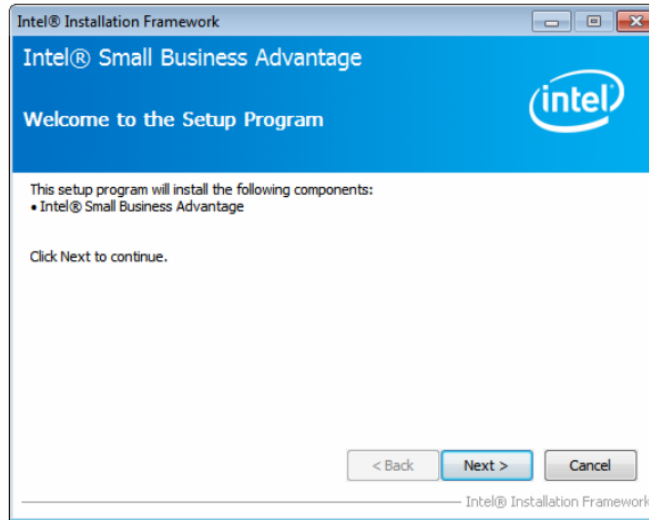 Intel® Installation Framework
Intel® Small Business Advantage
Welcome to the Setup Program
intel
This setup program will install the following components:
• Intel® Small Business Advantage
Click Next to continue.
< Back Next > Cancel
Intel® Installation Framework